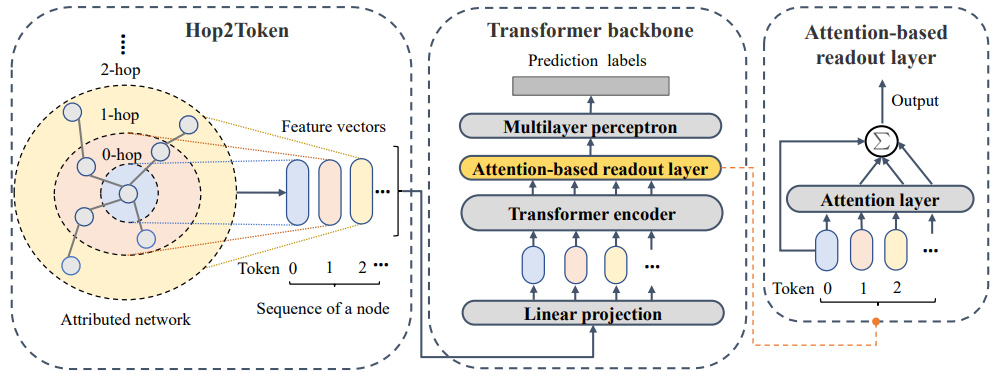 Hop2Token
2-hop
1-hop
0-hop
Feature vectors
...
Token 0 1 2 ...
Sequence of a node
Attributed network
Transformer backbone
Prediction labels
Multilayer perceptron
Attention-based readout layer
Transformer encoder
...
Linear projection
Attention-based
readout layer
Output
Σ
Attention layer
...
Token 0 1 2